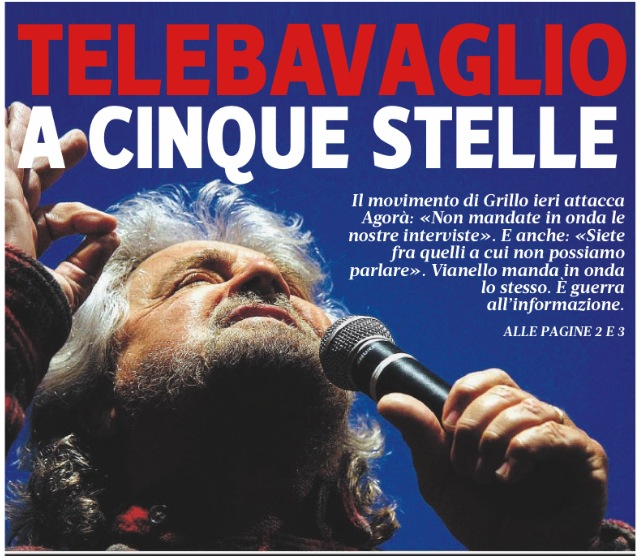 TELEBAVAGLIO
A CINQUE STELLE
Il movimento di Grillo ieri attacca
Agorà: «Non mandate in onda le
nostre interviste». E anche: «Siete
fra quelli a cui non possiamo
parlare». Vianello manda in onda
lo stesso. È guerra
all'informazione.
ALLE PAGINE 2 E 3